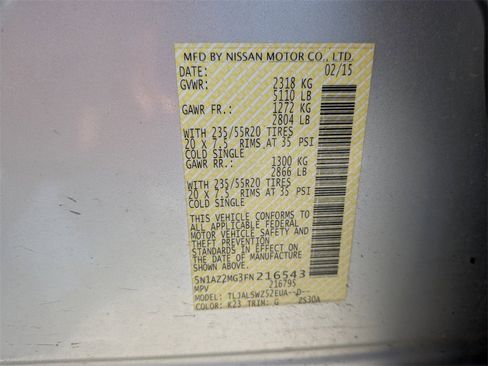 MFD BY NISSAN MOTOR CO., LTD.
DATE: 02/15
GVWR: 2318 KG
5110 LB
GAWR FR.: 1272 KG
2804 LB
WITH 235/55R20 TIRES
20 X 7.5 RIMS AT 35 PSI
COLD SINGLE
GAWR RR.: 1300 KG
2866 LB
WITH 235/55R20 TIRES
20 X 7.5 RIMS AT 35 PSI
COLD SINGLE
THIS VEHICLE CONFORMS TO
ALL APPLICABLE FEDERAL
MOTOR VEHICLE SAFETY AND
THEFT PREVENTION
STANDARDS IN EFFECT ON
THE DATE OF MANUFACTURE
SHOWN ABOVE.
5N1AZ2MG3FN216543
MPV 216795
MODEL: TLJALSWZ52EUA--D--
COLOR: K23 TRIM: G ZS30A